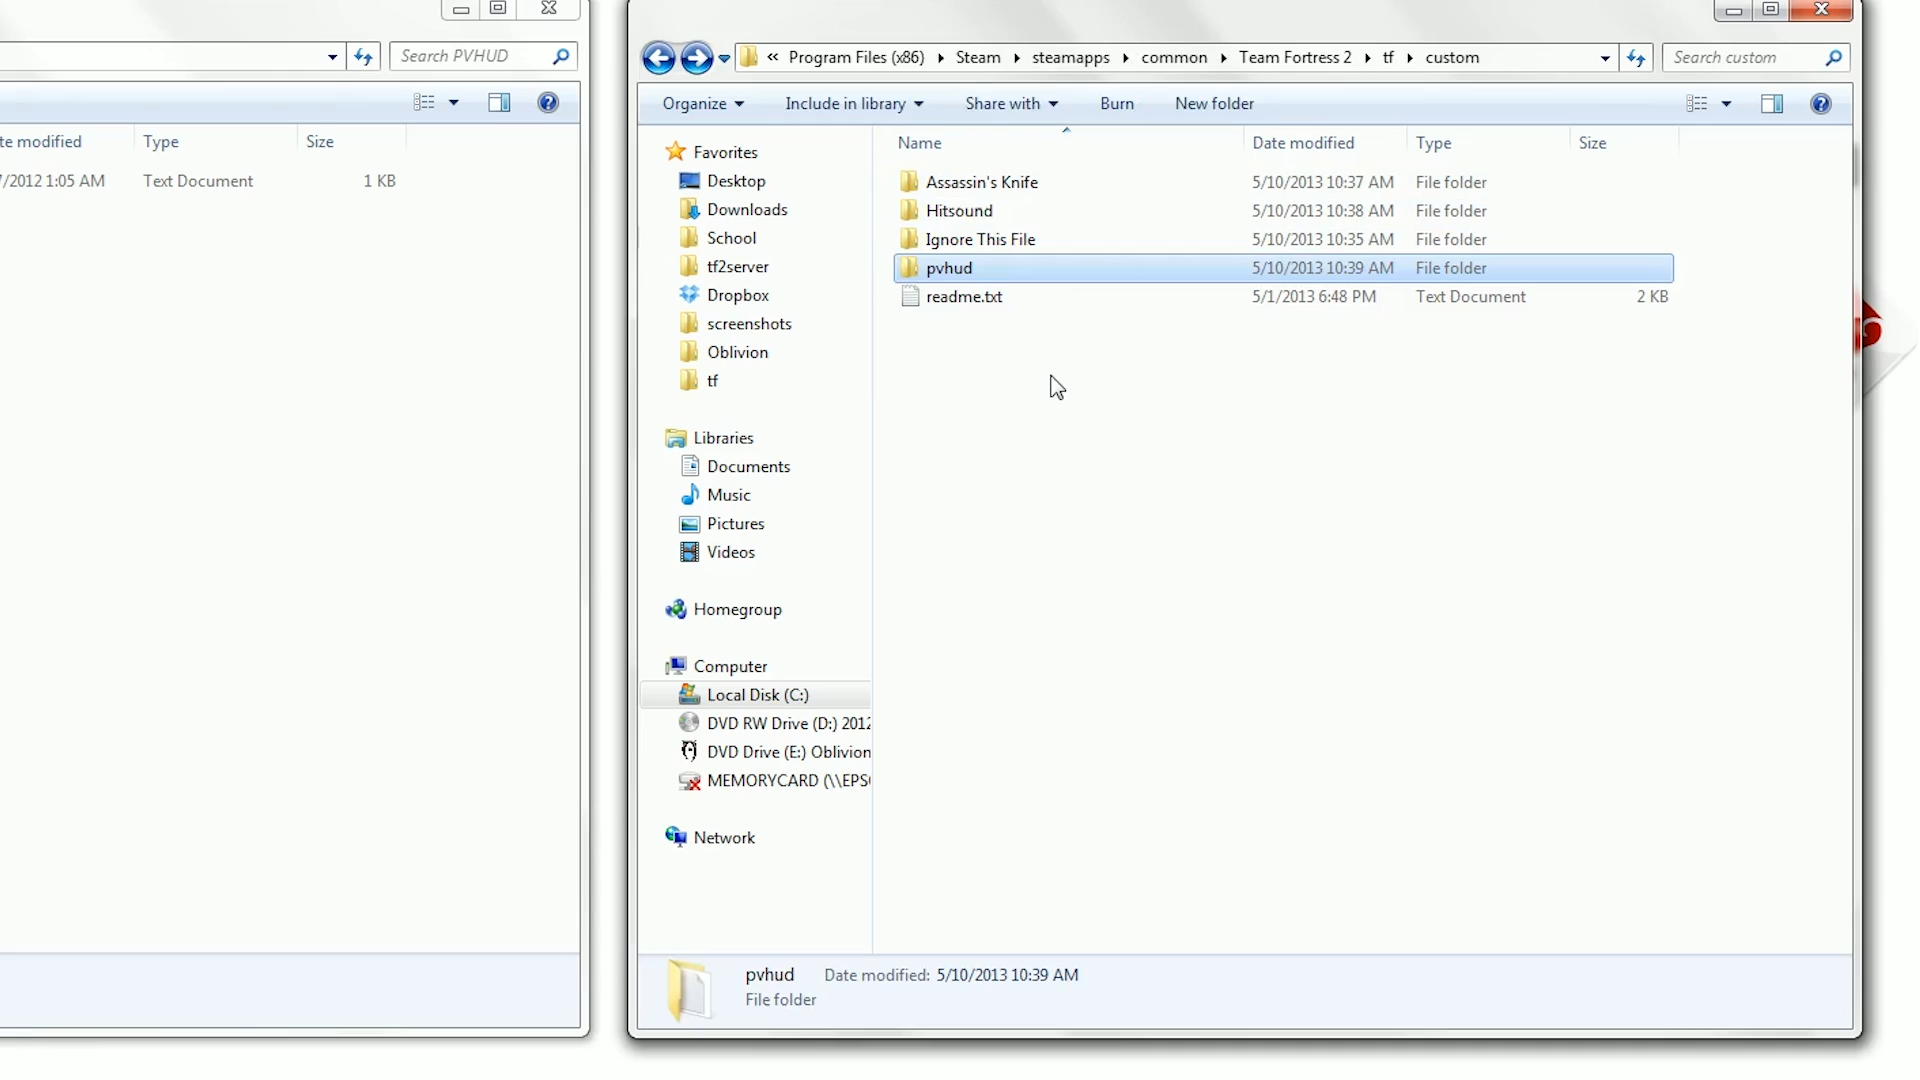 Search PVHUD
te modified Type Size
/2012 1:05 AM Text Document 1 KB
« Program Files (x86) Steam steamapps common Team Fortress 2 tf custom
Search custom
Organize Include in library Share with Burn New folder
Favorites
Desktop
Downloads
School
tf2server
Dropbox
screenshots
Oblivion
tf
Libraries
Documents
Music
Pictures
Videos
Homegroup
Computer
Local Disk (C:)
DVD RW Drive (D:) 2012
DVD Drive (E:) Oblivion
MEMORYCARD (\\EPS
Network
Name Date modified Type Size
Assassin's Knife 5/10/2013 10:37 AM File folder
Hitsound 5/10/2013 10:38 AM File folder
Ignore This File 5/10/2013 10:35 AM File folder
pvhud 5/10/2013 10:39 AM File folder
readme.txt 5/1/2013 6:48 PM Text Document 2 KB
pvhud Date modified: 5/10/2013 10:39 AM
File folder